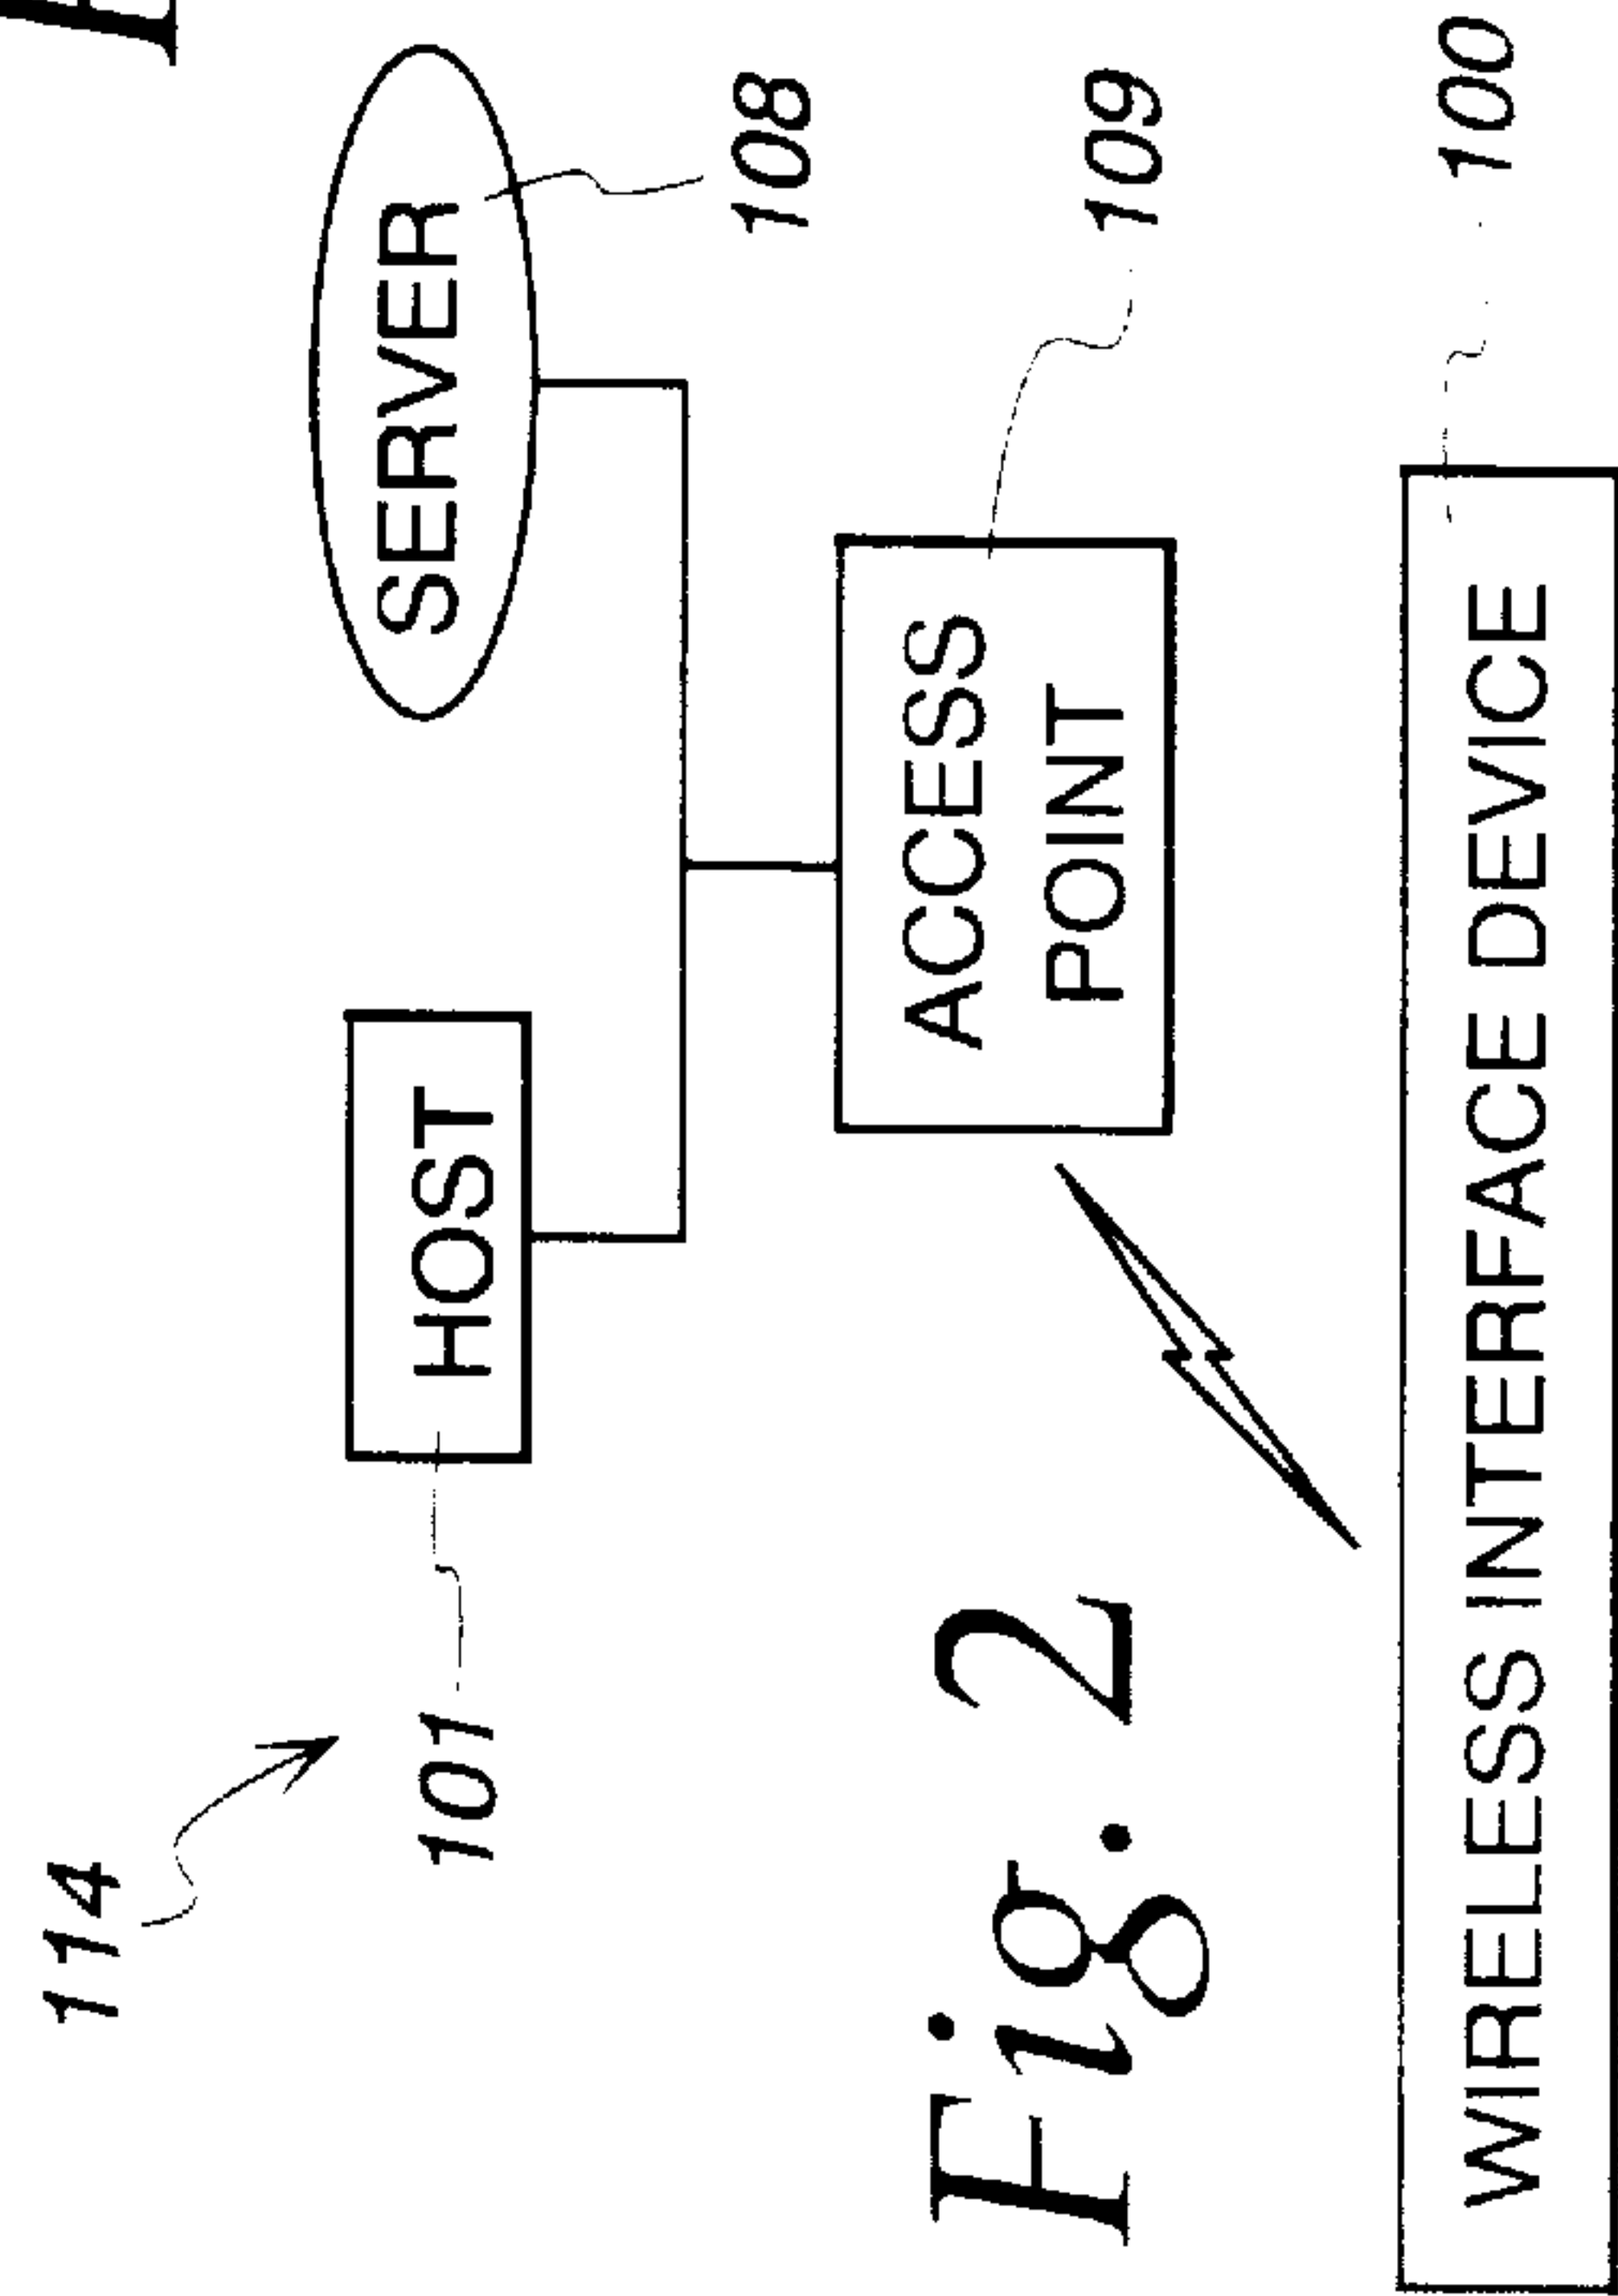 114
101
HOST
SERVER
108
ACCESS
POINT
109
Fig. 2
WIRELESS INTERFACE DEVICE
100